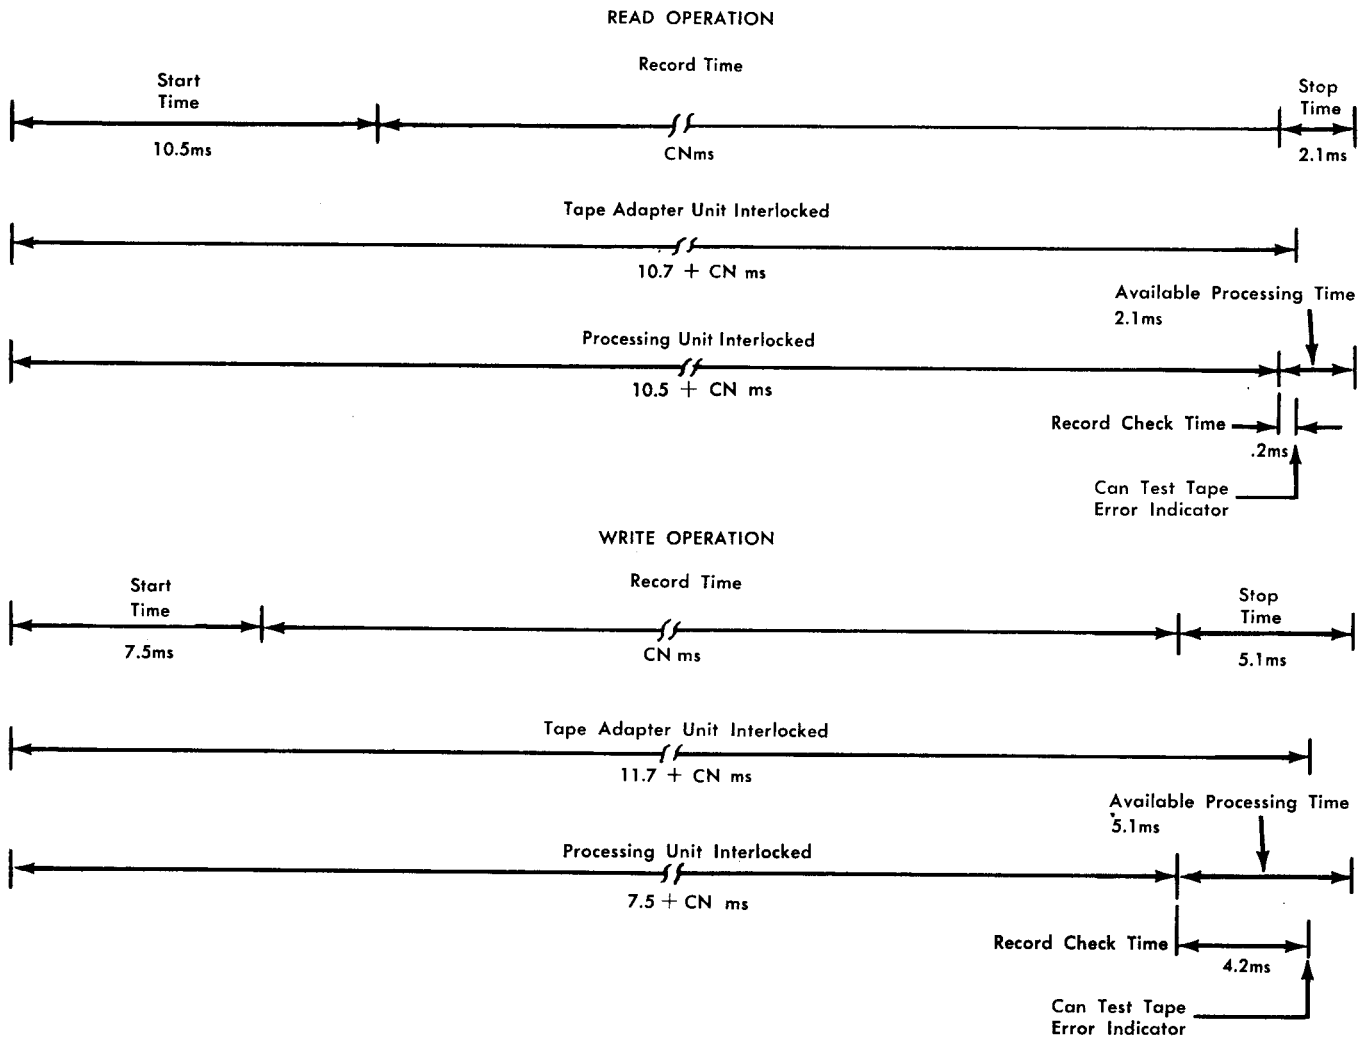 READ OPERATION
Record Time
Start
Time
Stop
Time
10.5ms
CNms
2.1ms
Tape Adapter Unit Interlocked
10.7 + CN ms
Available Processing Time
2.1ms
Processing Unit Interlocked
10.5 + CN ms
Record Check Time
.2ms
Can Test Tape
Error Indicator
WRITE OPERATION
Record Time
Start
Time
Stop
Time
7.5ms
CN ms
5.1ms
Tape Adapter Unit Interlocked
11.7 + CN ms
Available Processing Time
5.1ms
Processing Unit Interlocked
7.5 + CN ms
Record Check Time
4.2ms
Can Test Tape
Error Indicator